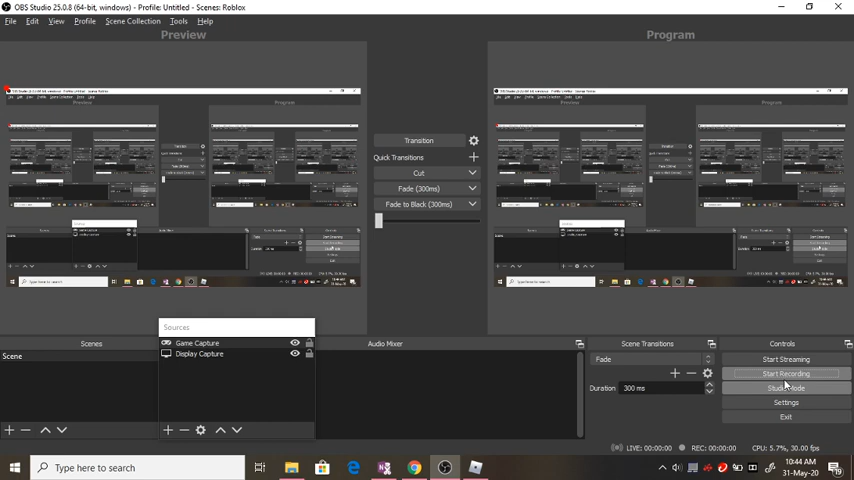 OBS Studio 25.0.8 (64-bit, windows) - Profile: Untitled - Scenes: Roblox
File Edit View Profile Scene Collection Tools Help
Preview
Program
Transition
Quick Transitions
Cut
Fade (300ms)
Fade to Black (300ms)
Sources
Game Capture
Display Capture
Scenes
Scene
Audio Mixer
Scene Transitions
Fade
Duration 300 ms
Controls
Start Streaming
Start Recording
Studio Mode
Settings
Exit
LIVE: 00:00:00 REC: 00:00:00 CPU: 5.7%, 30.00 fps
Type here to search
10:44 AM
31-May-20
19